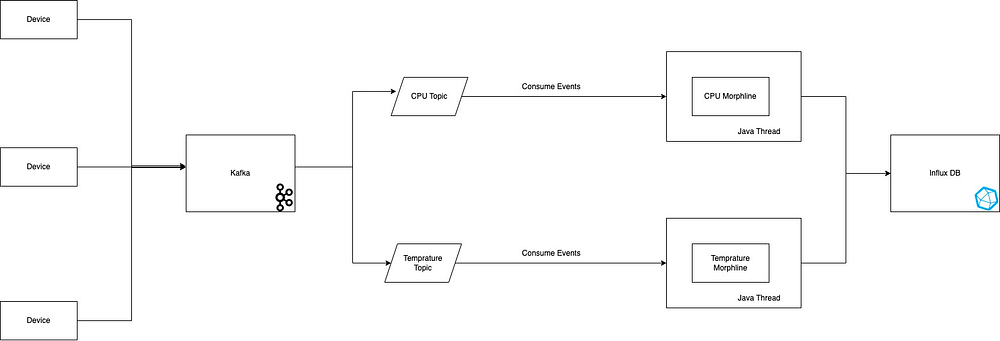 Device
Device
Device
Kafka
CPU Topic
Consume Events
CPU Morphline
Java Thread
Temprature
Topic
Consume Events
Temprature
Morphline
Java Thread
Influx DB